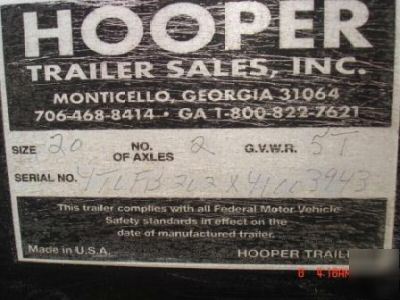 HOOPER
TRAILER SALES, INC.
MONTICELLO, GEORGIA 31064
706-468-8414 • GA 1-800-822-7621
SIZE 20 NO. OF AXLES 2 G.V.W.R. 5T
SERIAL NO.
This trailer complies with all Federal Motor Vehicle
Safety standards in effect on the
date of manufactured trailer.
Made in U.S.A. HOOPER TRAIL